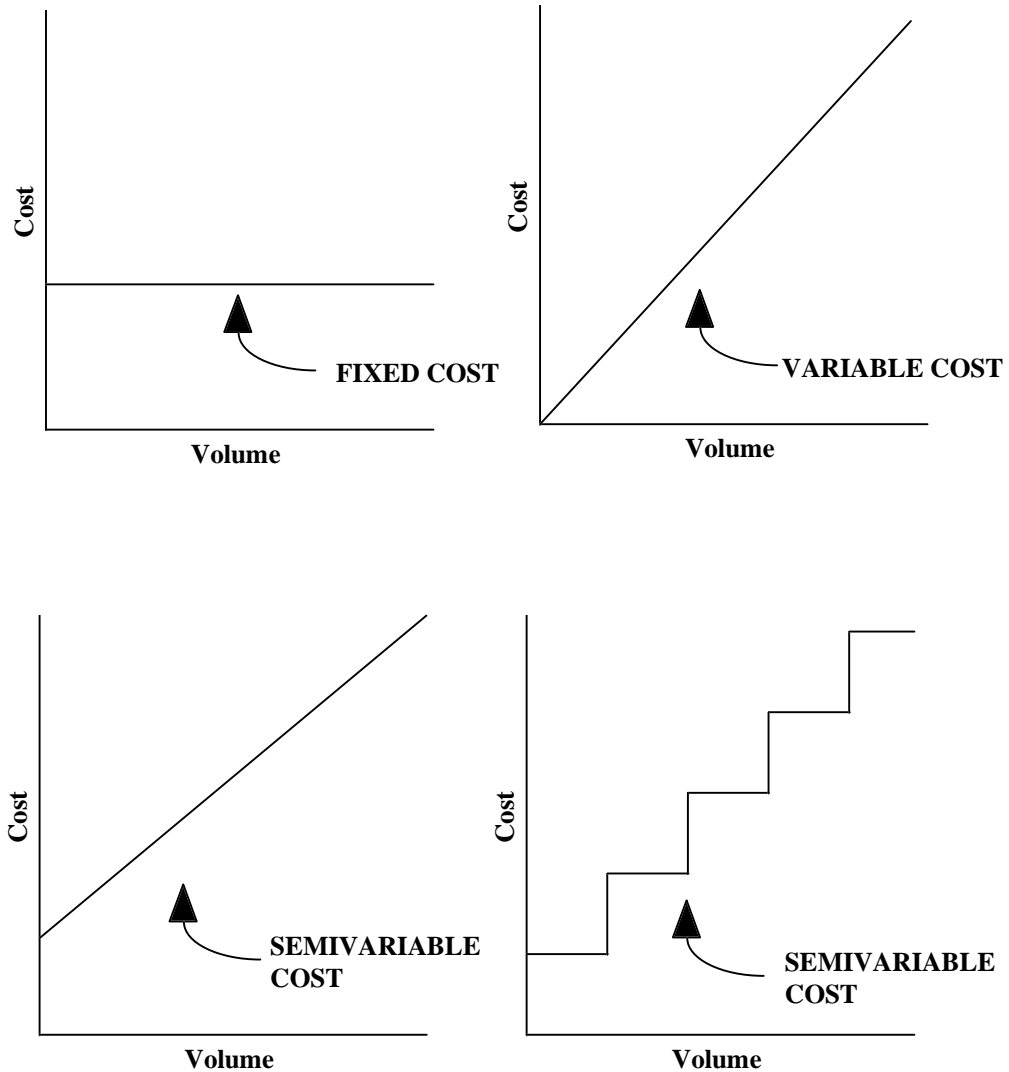 Cost
FIXED COST
Volume
Cost
VARIABLE COST
Volume
Cost
SEMIVARIABLE
COST
Volume
Cost
SEMIVARIABLE
COST
Volume